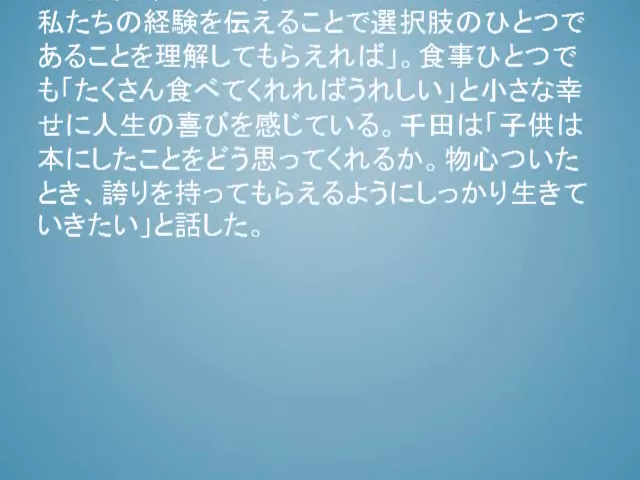 私たちの経験を伝えることで選択肢のひとつで
あることを理解してもらえれば」。食事ひとつで
も「たくさん食べてくれればうれしい」と小さな幸
せに人生の喜びを感じている。千田は「子供は
本にしたことをどう思ってくれるか。物心ついた
とき、誇りを持ってもらえるようにしっかり生きて
いきたい」と話した。